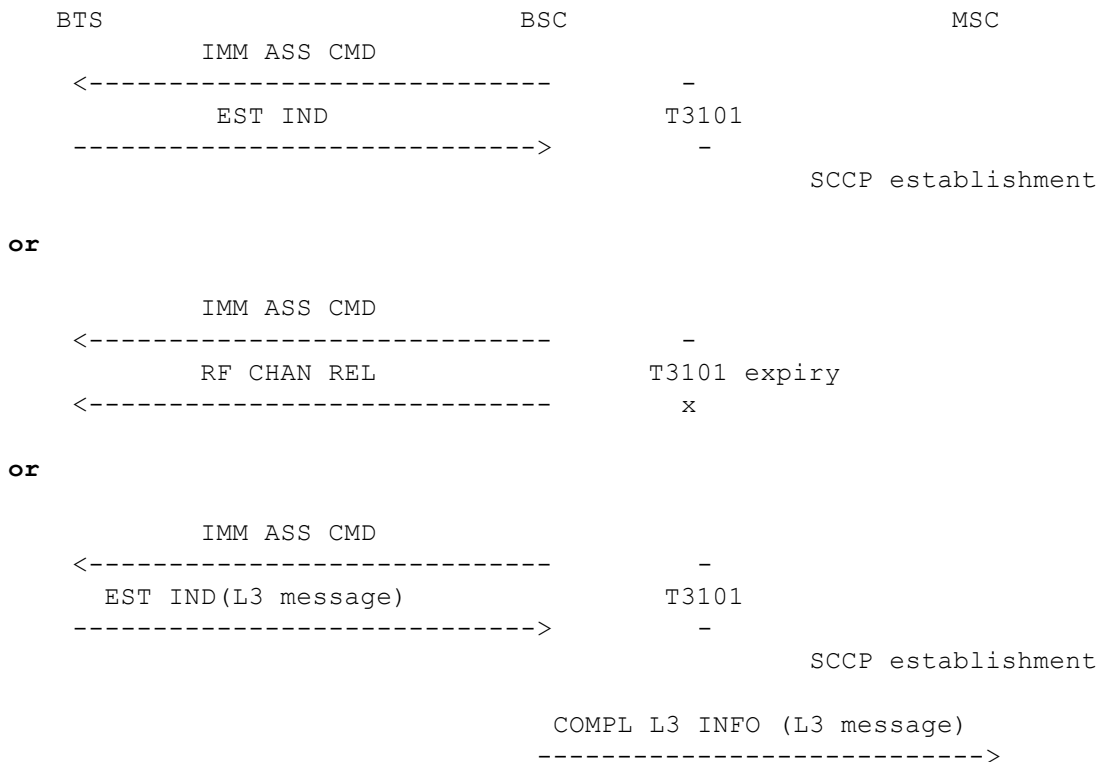 BTS BSC MSC
IMM ASS CMD
<----------------------------- -
EST IND T3101
-----------------------------> -
SCCP establishment
or
IMM ASS CMD
<----------------------------- -
RF CHAN REL T3101 expiry
<----------------------------- x
or
IMM ASS CMD
<----------------------------- -
EST IND(L3 message) T3101
-----------------------------> -
SCCP establishment
COMPL L3 INFO (L3 message)
---------------------------->